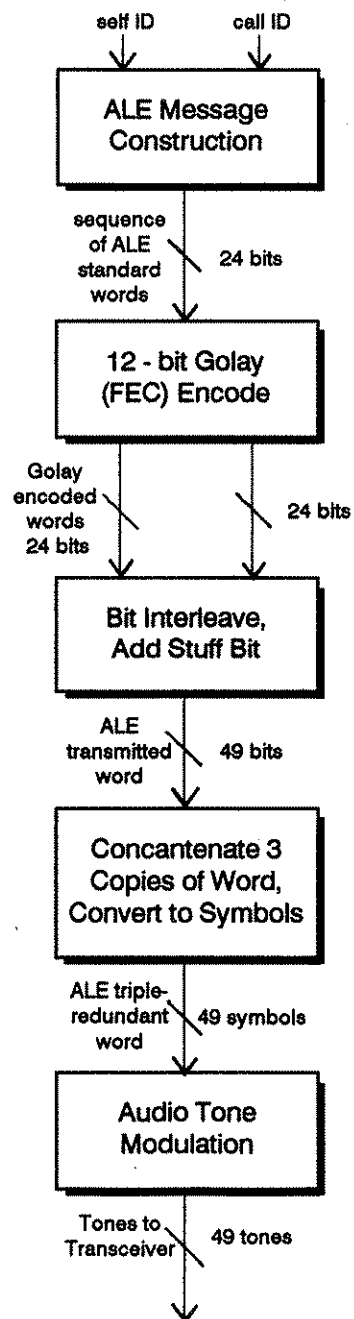 self ID
call ID
ALE Message
Construction
sequence
of ALE
standard
words
24 bits
12 - bit Golay
(FEC) Encode
Golay
encoded
words
24 bits
24 bits
Bit Interleave,
Add Stuff Bit
ALE
transmitted
word
49 bits
Concantenate 3
Copies of Word,
Convert to Symbols
ALE triple-
redundant
word
49 symbols
Audio Tone
Modulation
Tones to
Transceiver
49 tones